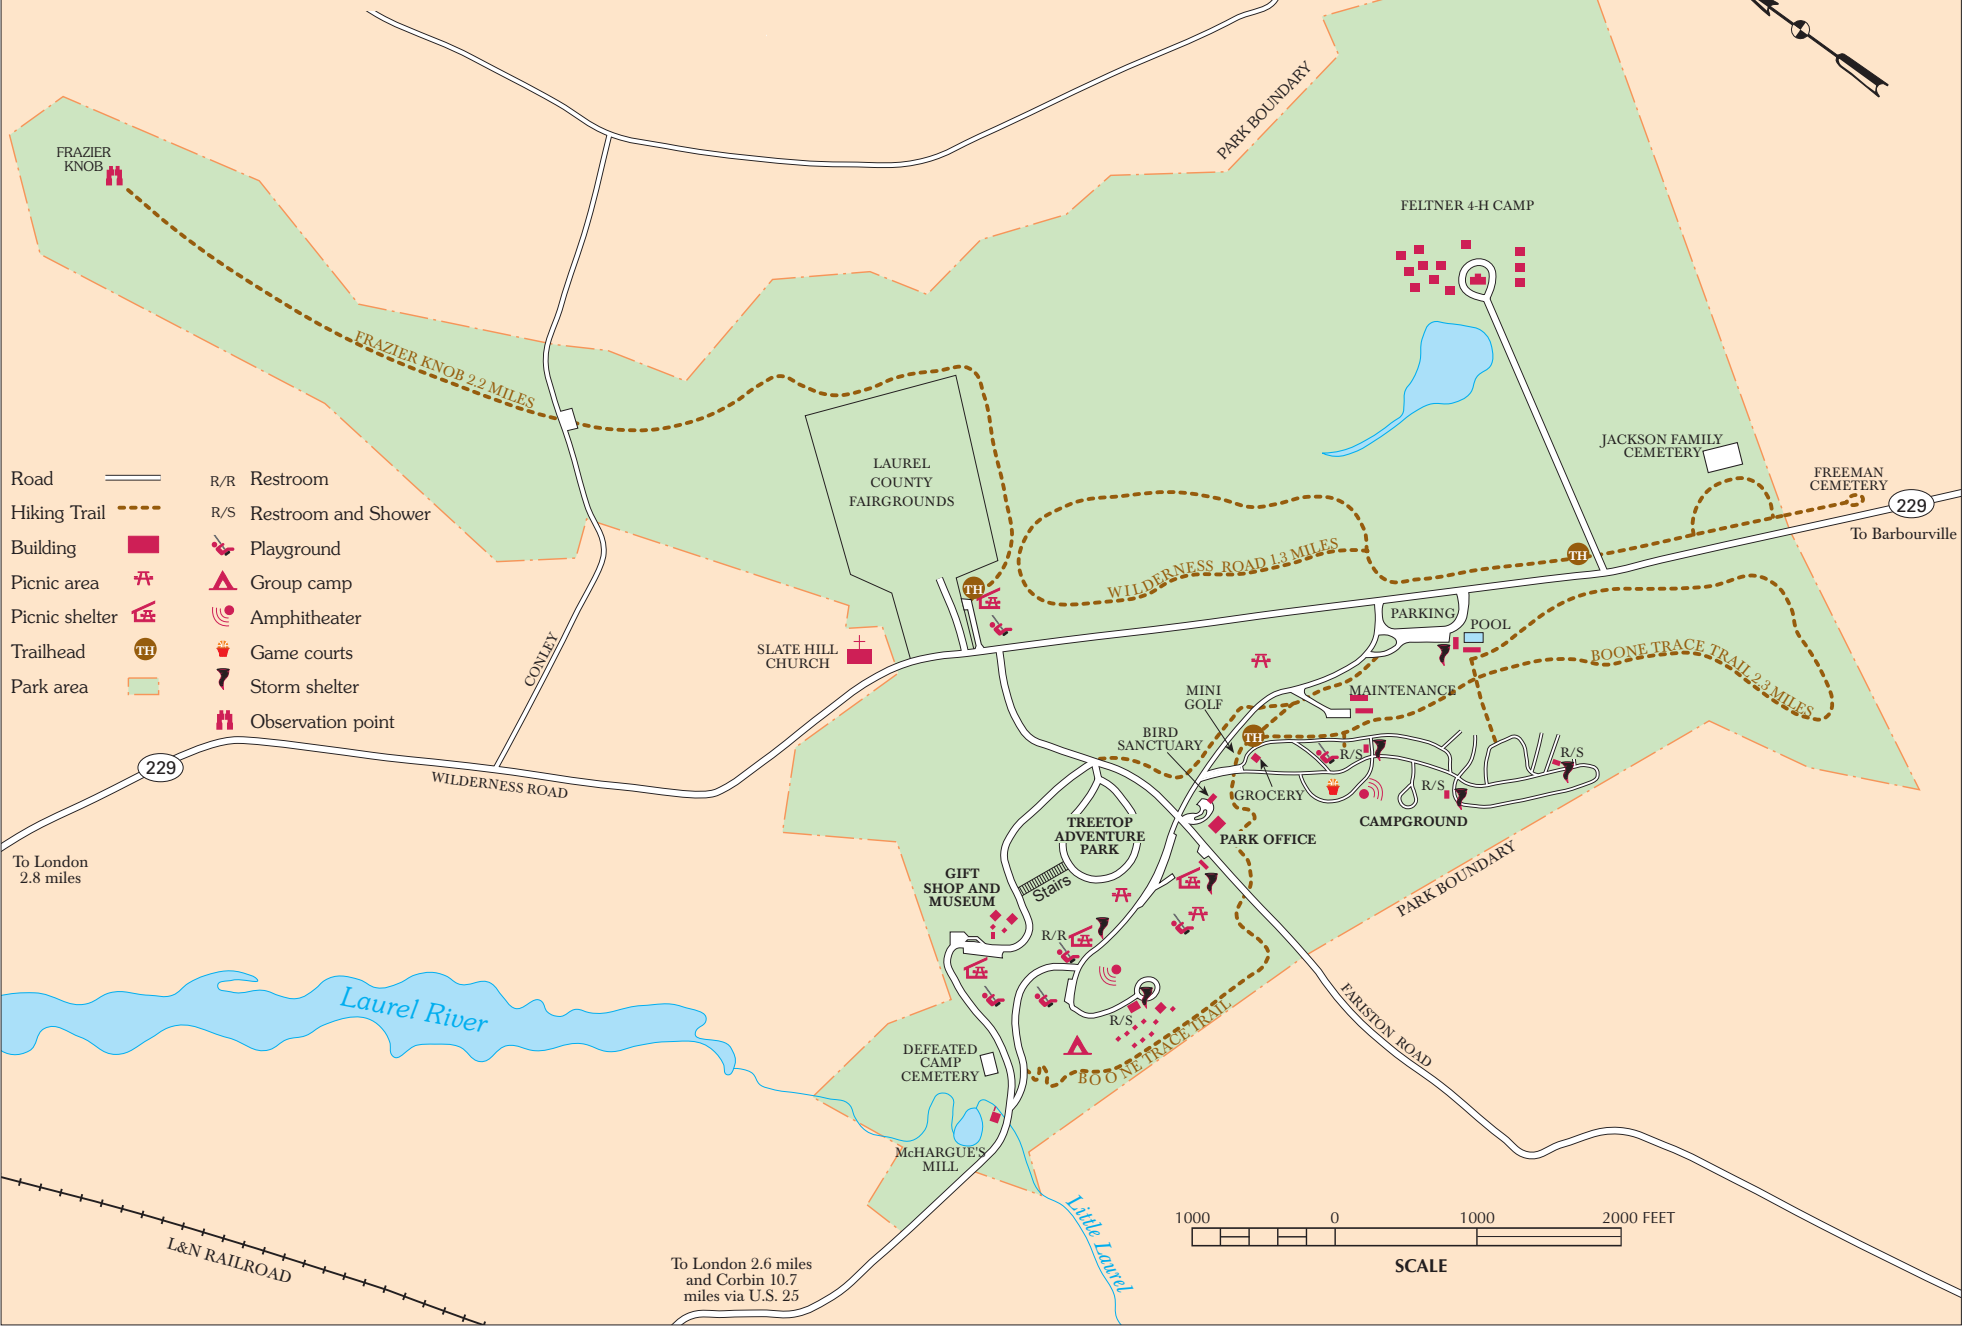 PARK BOUNDARY
FRAZIER
KNOB
FELTNER 4-H CAMP
FRAZIER KNOB 2.2 MILES
JACKSON FAMILY
CEMETERY
FREEMAN
CEMETERY
229
To Barbourville
LAUREL
COUNTY
FAIRGROUNDS
WILDERNESS ROAD 1.3 MILES
TH
TH
Road
Hiking Trail
Building
Picnic area
Picnic shelter
Trailhead
TH
Park area
R/R Restroom
R/S Restroom and Shower
Playground
Group camp
Amphitheater
Game courts
Storm shelter
Observation point
CONLEY
SLATE HILL
CHURCH
PARKING
POOL
BOONE TRACE TRAIL 2.3 MILES
MINI
GOLF
MAINTENANCE
BIRD
SANCTUARY
TH
R/S
R/S
R/S
GROCERY
CAMPGROUND
229
WILDERNESS ROAD
To London
2.8 miles
TREETOP
ADVENTURE
PARK
PARK OFFICE
PARK BOUNDARY
GIFT
SHOP AND
MUSEUM
Stairs
R/R
R/S
BOONE TRACE TRAIL
FARISTON ROAD
Laurel River
DEFEATED
CAMP
CEMETERY
McHARGUE'S
MILL
Little Laurel
L&N RAILROAD
To London 2.6 miles
and Corbin 10.7
miles via U.S. 25
1000 0 1000 2000 FEET
SCALE